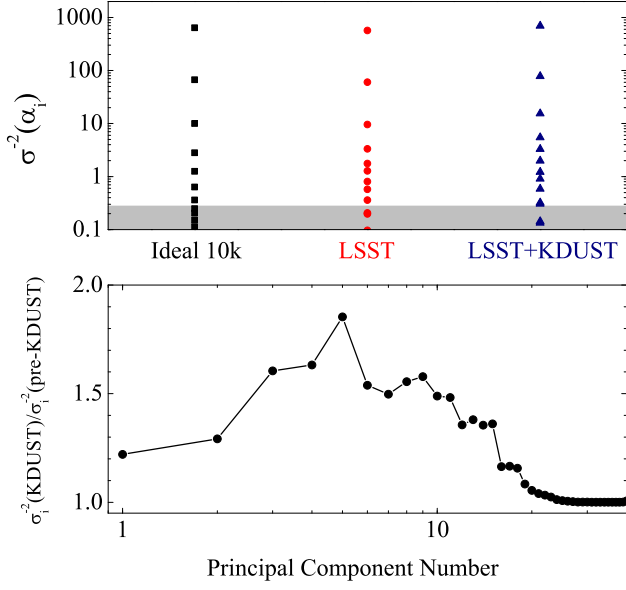 1000
100
10
1
0.1
σ⁻²(αᵢ)
Ideal 10k LSST LSST+KDUST
2.0
1.5
1.0
σᵢ⁻²(KDUST)/σᵢ⁻²(pre-KDUST)
1 10
Principal Component Number